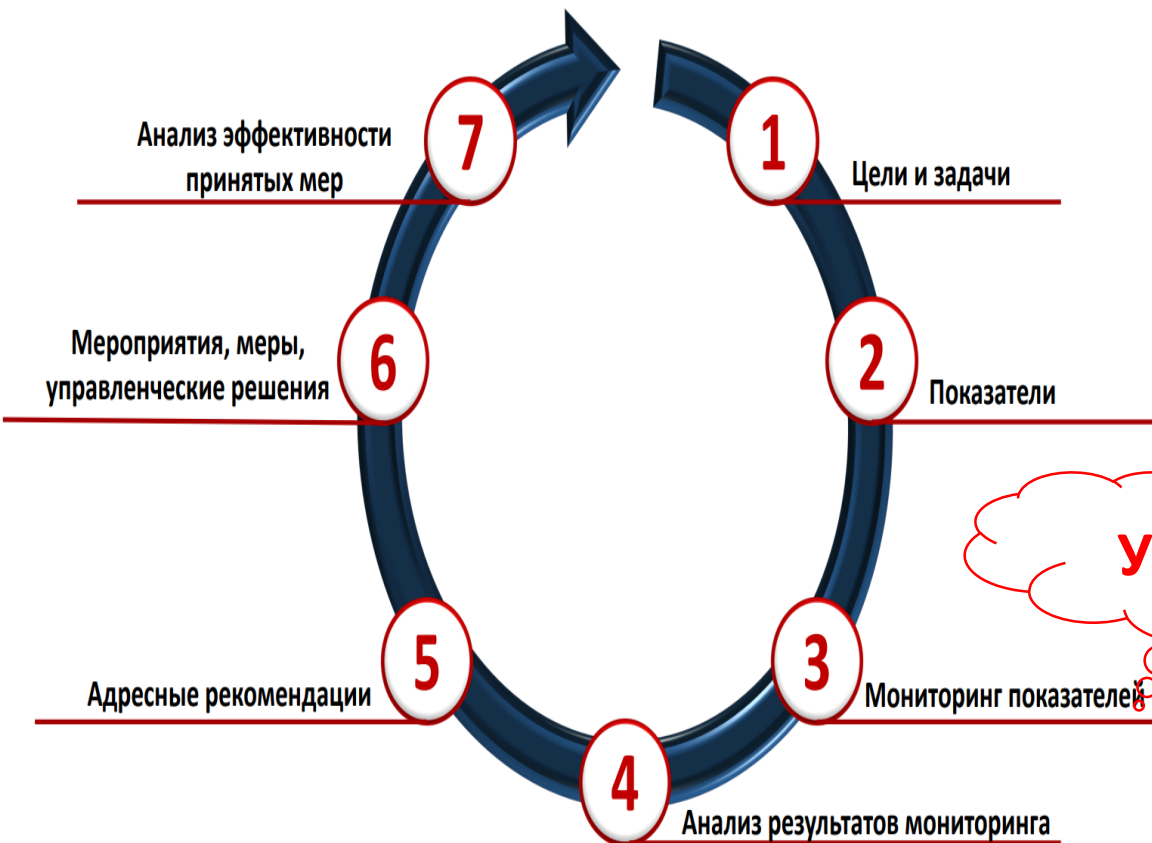 1
Цели и задачи
2
Показатели
3
Мониторинг показателей
4
Анализ результатов мониторинга
5
Адресные рекомендации
6
Мероприятия, меры,
управленческие решения
7
Анализ эффективности
принятых мер